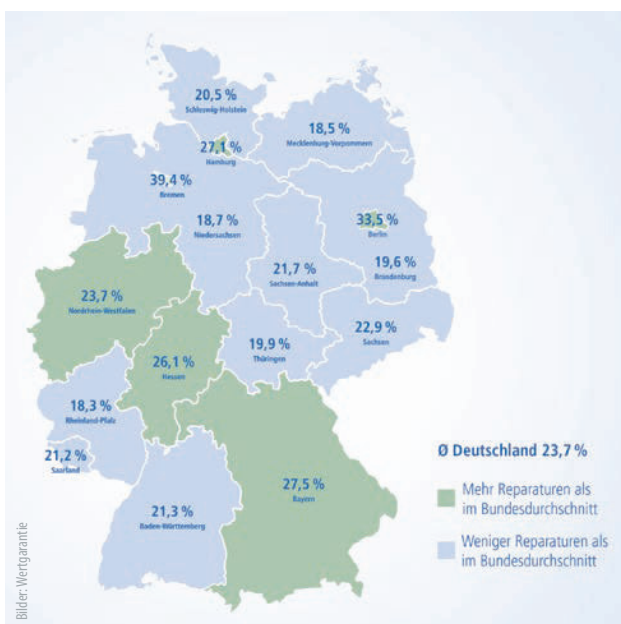 20,5 %
Schleswig-Holstein
18,5 %
Mecklenburg-Vorpommern
27,1 %
Hamburg
39,4 %
Bremen
18,7 %
Niedersachsen
33,5 %
Berlin
19,6 %
Brandenburg
21,7 %
Sachsen-Anhalt
23,7 %
Nordrhein-Westfalen
26,1 %
Hessen
19,9 %
Thüringen
22,9 %
Sachsen
18,3 %
Rheinland-Pfalz
21,2 %
Saarland
27,5 %
Bayern
21,3 %
Baden-Württemberg
Ø Deutschland 23,7 %
Mehr Reparaturen als
im Bundesdurchschnitt
Weniger Reparaturen als
im Bundesdurchschnitt
Bilder: Wertgarantie